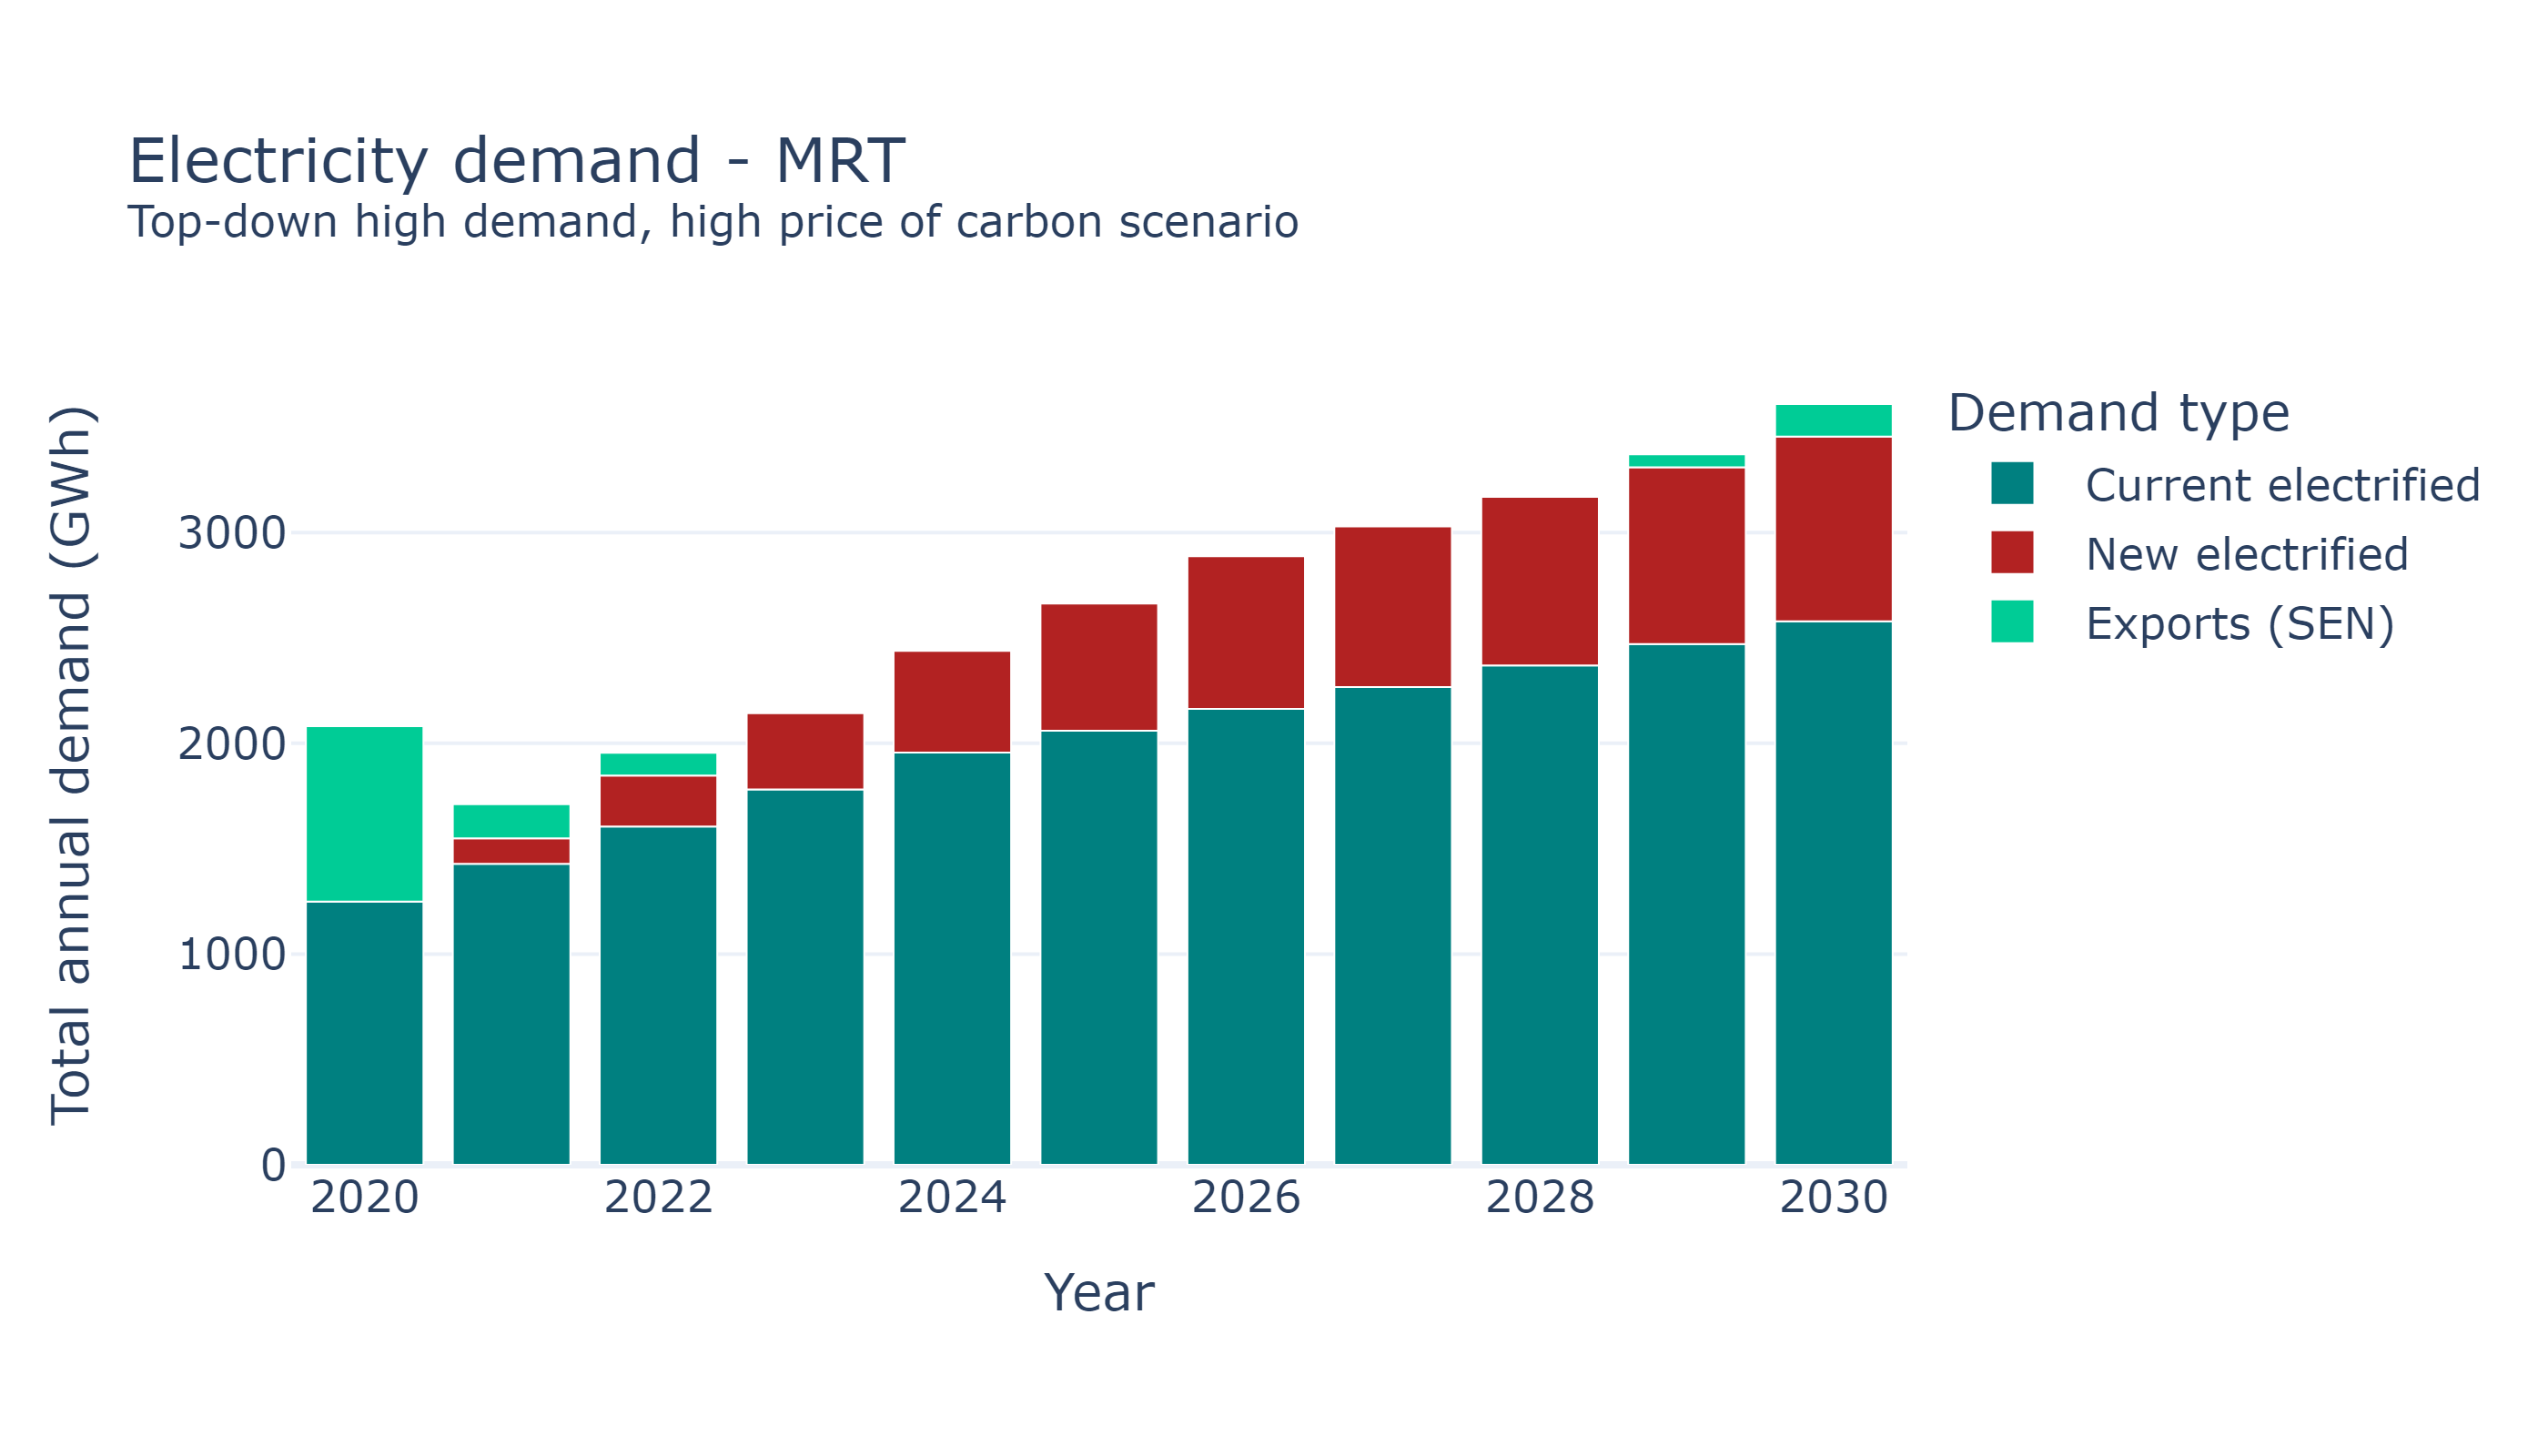 Electricity demand - MRT
Top-down high demand, high price of carbon scenario
Total annual demand (GWh)
3000
2000
1000
0
2020
2022
2024
2026
2028
2030
Year
Demand type
Current electrified
New electrified
Exports (SEN)